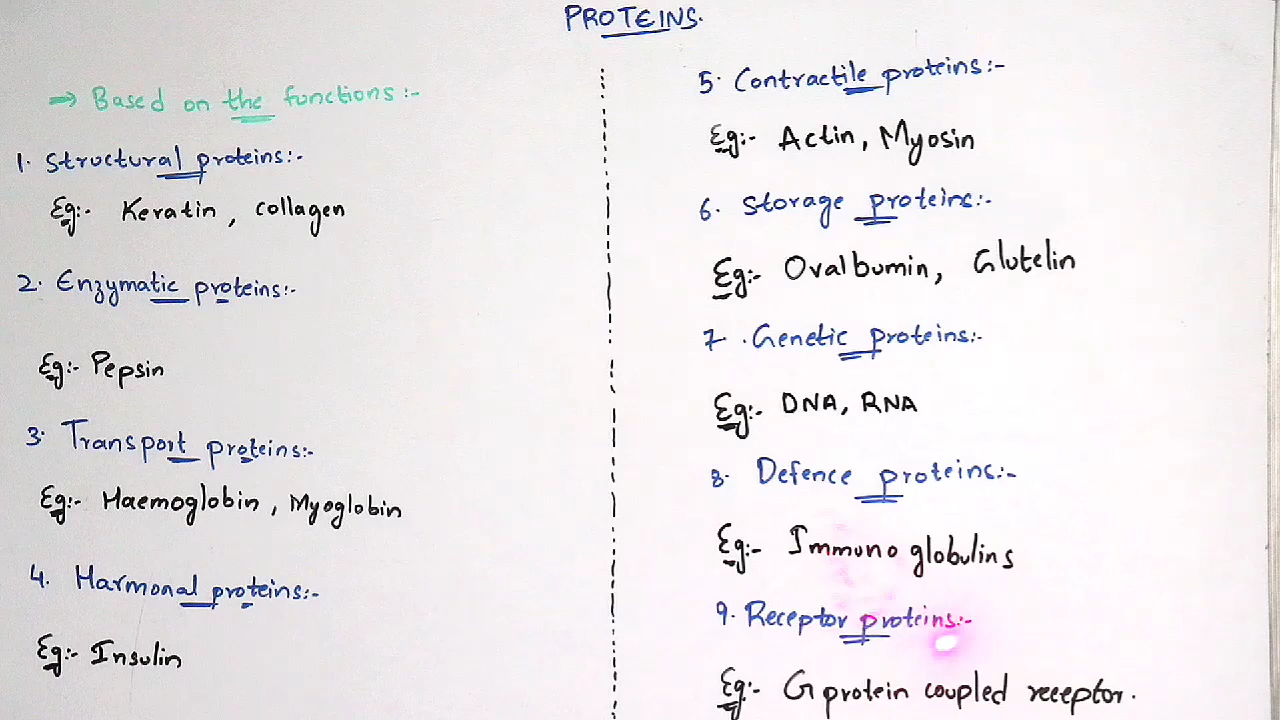 PROTEINS.
⇒ Based on the functions:-
1. Structural proteins:-
Eg:- Keratin, collagen
2. Enzymatic proteins:-
Eg:- Pepsin
3. Transport proteins:-
Eg:- Haemoglobin, Myoglobin
4. Harmonal proteins:-
Eg:- Insulin
5. Contractile proteins:-
Eg:- Actin, Myosin
6. Storage proteins:-
Eg:- Ovalbumin, Glutelin
7. Genetic proteins:-
Eg:- DNA, RNA
8. Defence proteins:-
Eg:- Immuno globulins
9. Receptor proteins:-
Eg:- G protein coupled receptor.